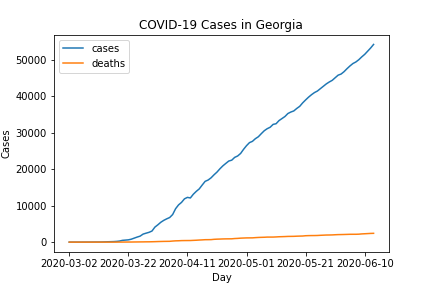 COVID-19 Cases in Georgia
cases
deaths
Cases
50000
40000
30000
20000
10000
0
2020-03-02 2020-03-22 2020-04-11 2020-05-01 2020-05-21 2020-06-10
Day